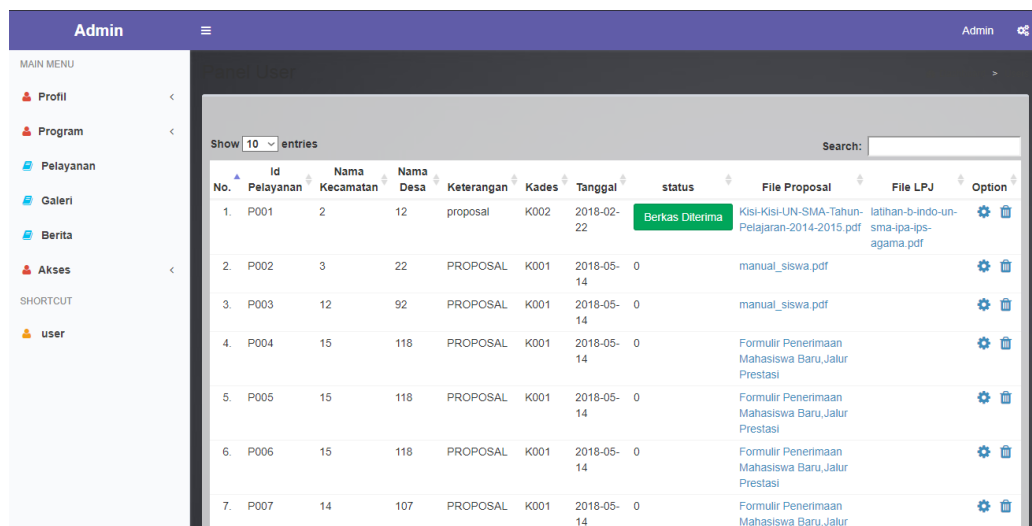 Admin
Admin
MAIN MENU
Panel User
>
Profil <
Program <
Pelayanan
Galeri
Berita
Akses <
SHORTCUT
user
Show 10 entries
Search:
No. Id Pelayanan Nama Kecamatan Nama Desa Keterangan Kades Tanggal status File Proposal File LPJ Option
1. P001 2 12 proposal K002 2018-02- Berkas Diterima Kisi-Kisi-UN-SMA-Tahun- latihan-b-indo-un-
22 Pelajaran-2014-2015.pdf sma-ipa-ips-
agama.pdf
2. P002 3 22 PROPOSAL K001 2018-05- 0 manual_siswa.pdf
14
3. P003 12 92 PROPOSAL K001 2018-05- 0 manual_siswa.pdf
14
4. P004 15 118 PROPOSAL K001 2018-05- 0 Formulir Penerimaan
14 Mahasiswa Baru,Jalur
Prestasi
5. P005 15 118 PROPOSAL K001 2018-05- 0 Formulir Penerimaan
14 Mahasiswa Baru,Jalur
Prestasi
6. P006 15 118 PROPOSAL K001 2018-05- 0 Formulir Penerimaan
14 Mahasiswa Baru,Jalur
Prestasi
7. P007 14 107 PROPOSAL K001 2018-05- 0 Formulir Penerimaan
14 Mahasiswa Baru,Jalur